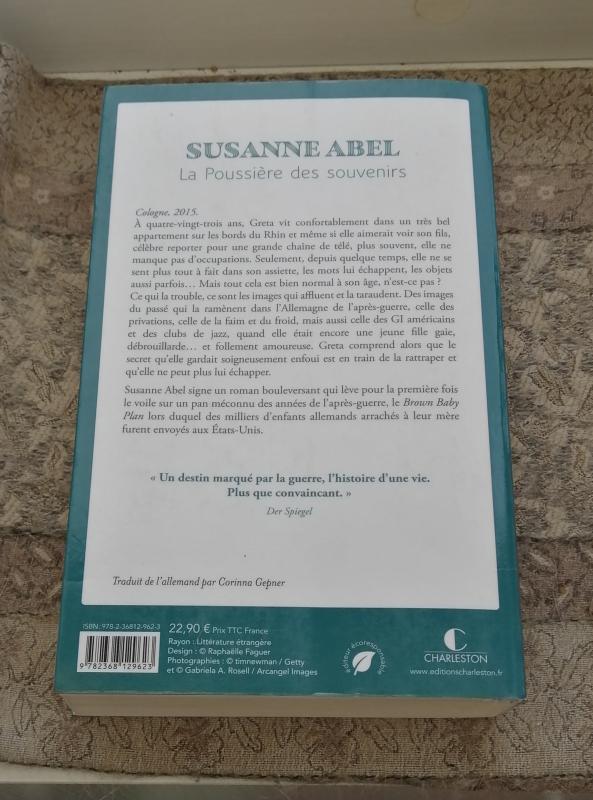 SUSANNE ABEL
La Poussière des souvenirs
Cologne, 2015.
À quatre-vingt-trois ans, Greta vit confortablement dans un très bel
appartement sur les bords du Rhin et même si elle aimerait voir son fils,
célèbre reporter pour une grande chaîne de télé, plus souvent, elle ne
manque pas d'occupations. Seulement, depuis quelque temps, elle ne se
sent plus tout à fait dans son assiette, les mots lui échappent, les objets
aussi parfois… Mais tout cela est bien normal à son âge, n'est-ce pas ?
Ce qui la trouble, ce sont les images qui affluent et la taraudent. Des images
du passé qui la ramènent dans l'Allemagne de l'après-guerre, celle des
privations, celle de la faim et du froid, mais aussi celle des GI américains
et des clubs de jazz, quand elle était encore une jeune fille gaie,
débrouillarde… et follement amoureuse. Greta comprend alors que le
secret qu'elle gardait soigneusement enfoui est en train de la rattraper et
qu'elle ne peut plus lui échapper.
Susanne Abel signe un roman bouleversant qui lève pour la première fois
le voile sur un pan méconnu des années de l'après-guerre, le Brown Baby
Plan lors duquel des milliers d'enfants allemands arrachés à leur mère
furent envoyés aux États-Unis.
« Un destin marqué par la guerre, l'histoire d'une vie.
Plus que convaincant. »
Der Spiegel
Traduit de l'allemand par Corinna Gepner
ISBN: 978-2-36812-962-3
9 782368 129623
22,90 € Prix TTC France
Rayon : Littérature étrangère
Design : © Raphaëlle Faguer
Photographies : © timnewman / Getty
et © Gabriela A. Rosell / Arcangel Images
éditeur écoresponsable
C
CHARLESTON
www.editionscharleston.fr